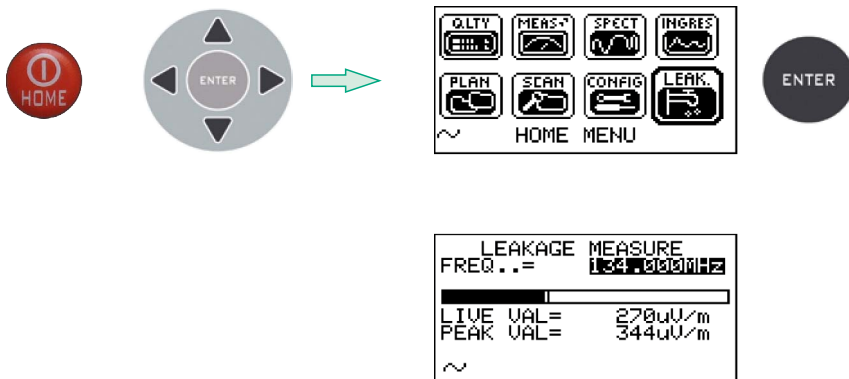 HOME
ENTER
QLTY MEAS√ SPECT INGRES
PLAN SCAN CONFIG LEAK.
~ HOME MENU
ENTER
LEAKAGE MEASURE
FREQ..= 134.000MHz
LIVE VAL= 270uV/m
PEAK VAL= 344uV/m
~